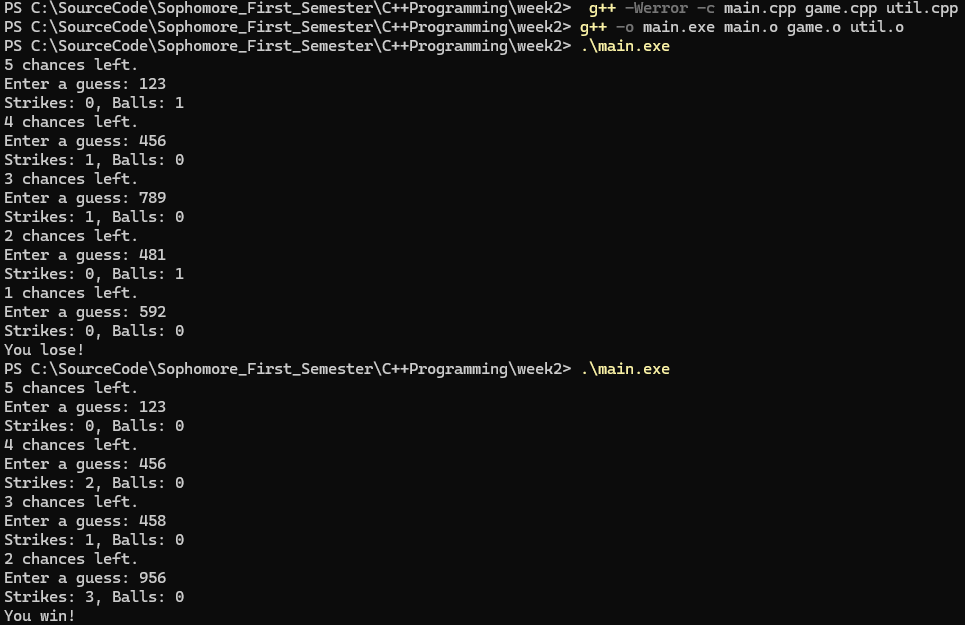 PS C:\SourceCode\Sophomore_First_Semester\C++Programming\week2>  g++ -Werror -c main.cpp game.cpp util.cpp
PS C:\SourceCode\Sophomore_First_Semester\C++Programming\week2> g++ -o main.exe main.o game.o util.o
PS C:\SourceCode\Sophomore_First_Semester\C++Programming\week2> .\main.exe
5 chances left.
Enter a guess: 123
Strikes: 0, Balls: 1
4 chances left.
Enter a guess: 456
Strikes: 1, Balls: 0
3 chances left.
Enter a guess: 789
Strikes: 1, Balls: 0
2 chances left.
Enter a guess: 481
Strikes: 0, Balls: 1
1 chances left.
Enter a guess: 592
Strikes: 0, Balls: 0
You lose!
PS C:\SourceCode\Sophomore_First_Semester\C++Programming\week2> .\main.exe
5 chances left.
Enter a guess: 123
Strikes: 0, Balls: 0
4 chances left.
Enter a guess: 456
Strikes: 2, Balls: 0
3 chances left.
Enter a guess: 458
Strikes: 1, Balls: 0
2 chances left.
Enter a guess: 956
Strikes: 3, Balls: 0
You win!